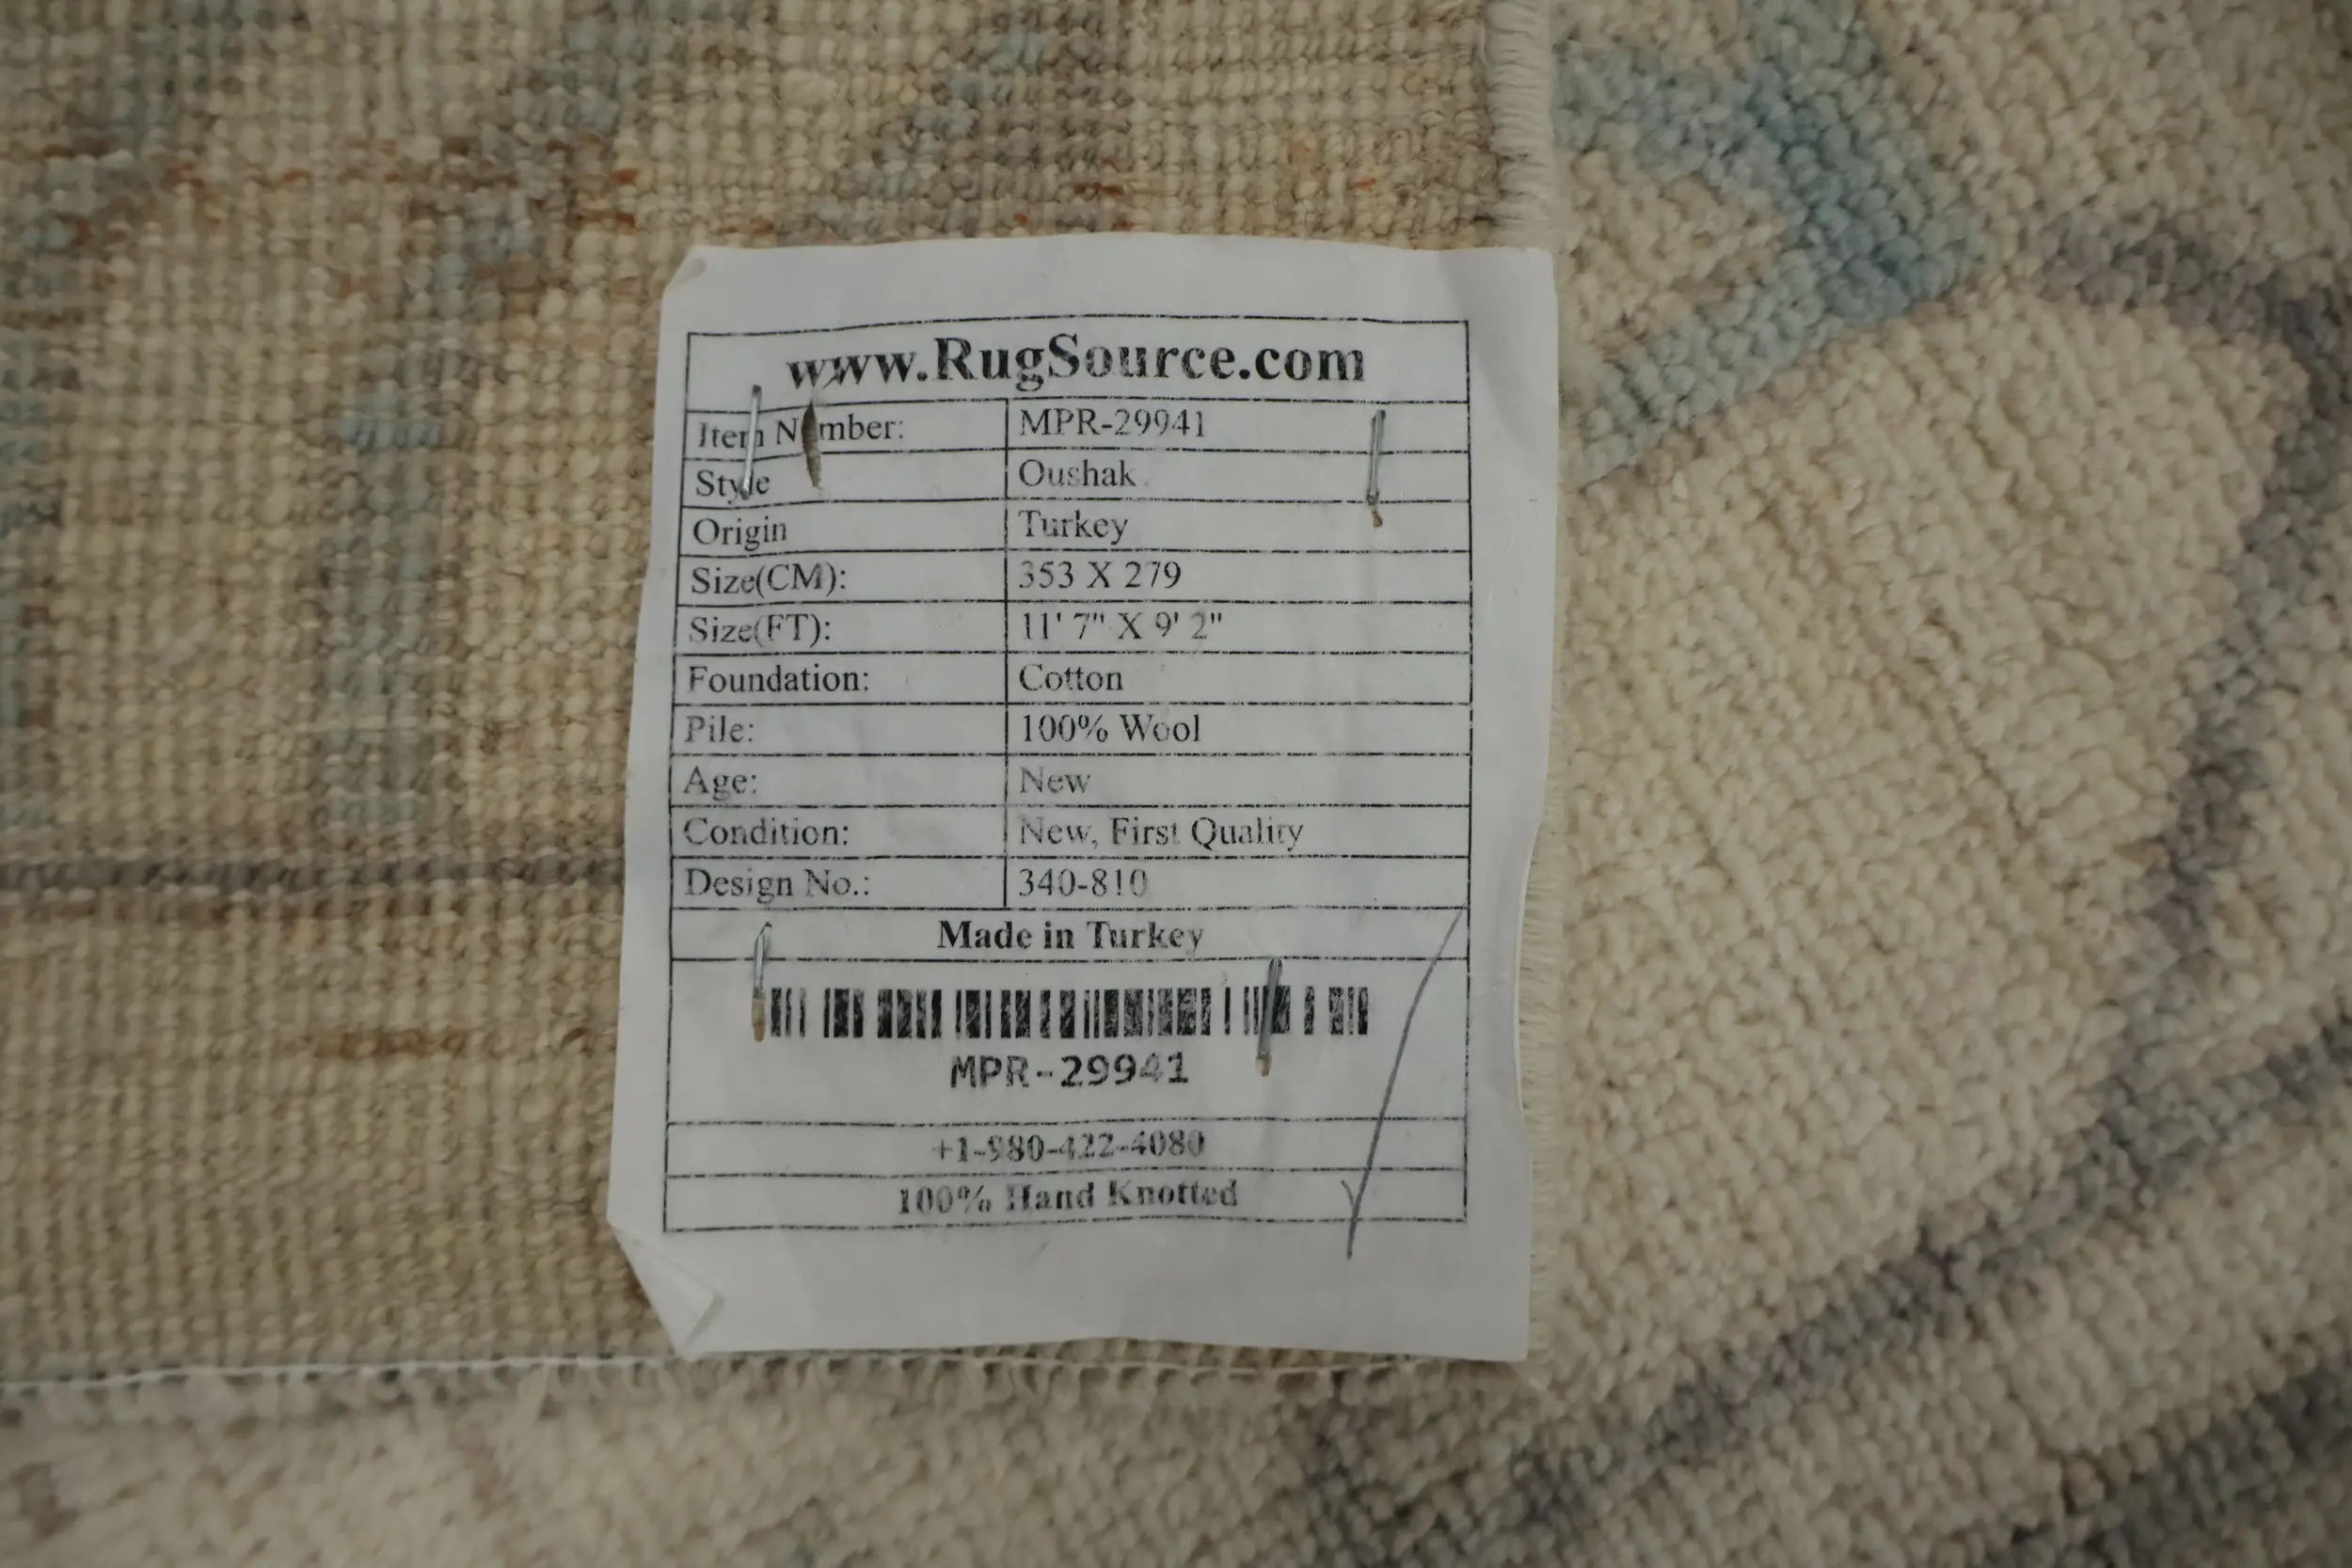 www.RugSource.com
Item Number: MPR-29941
Style Oushak
Origin Turkey
Size(CM): 353 X 279
Size(FT): 11' 7" X 9' 2"
Foundation: Cotton
Pile: 100% Wool
Age: New
Condition: New, First Quality
Design No.: 340-810
Made in Turkey
MPR-29941
+1-980-422-4080
100% Hand Knotted